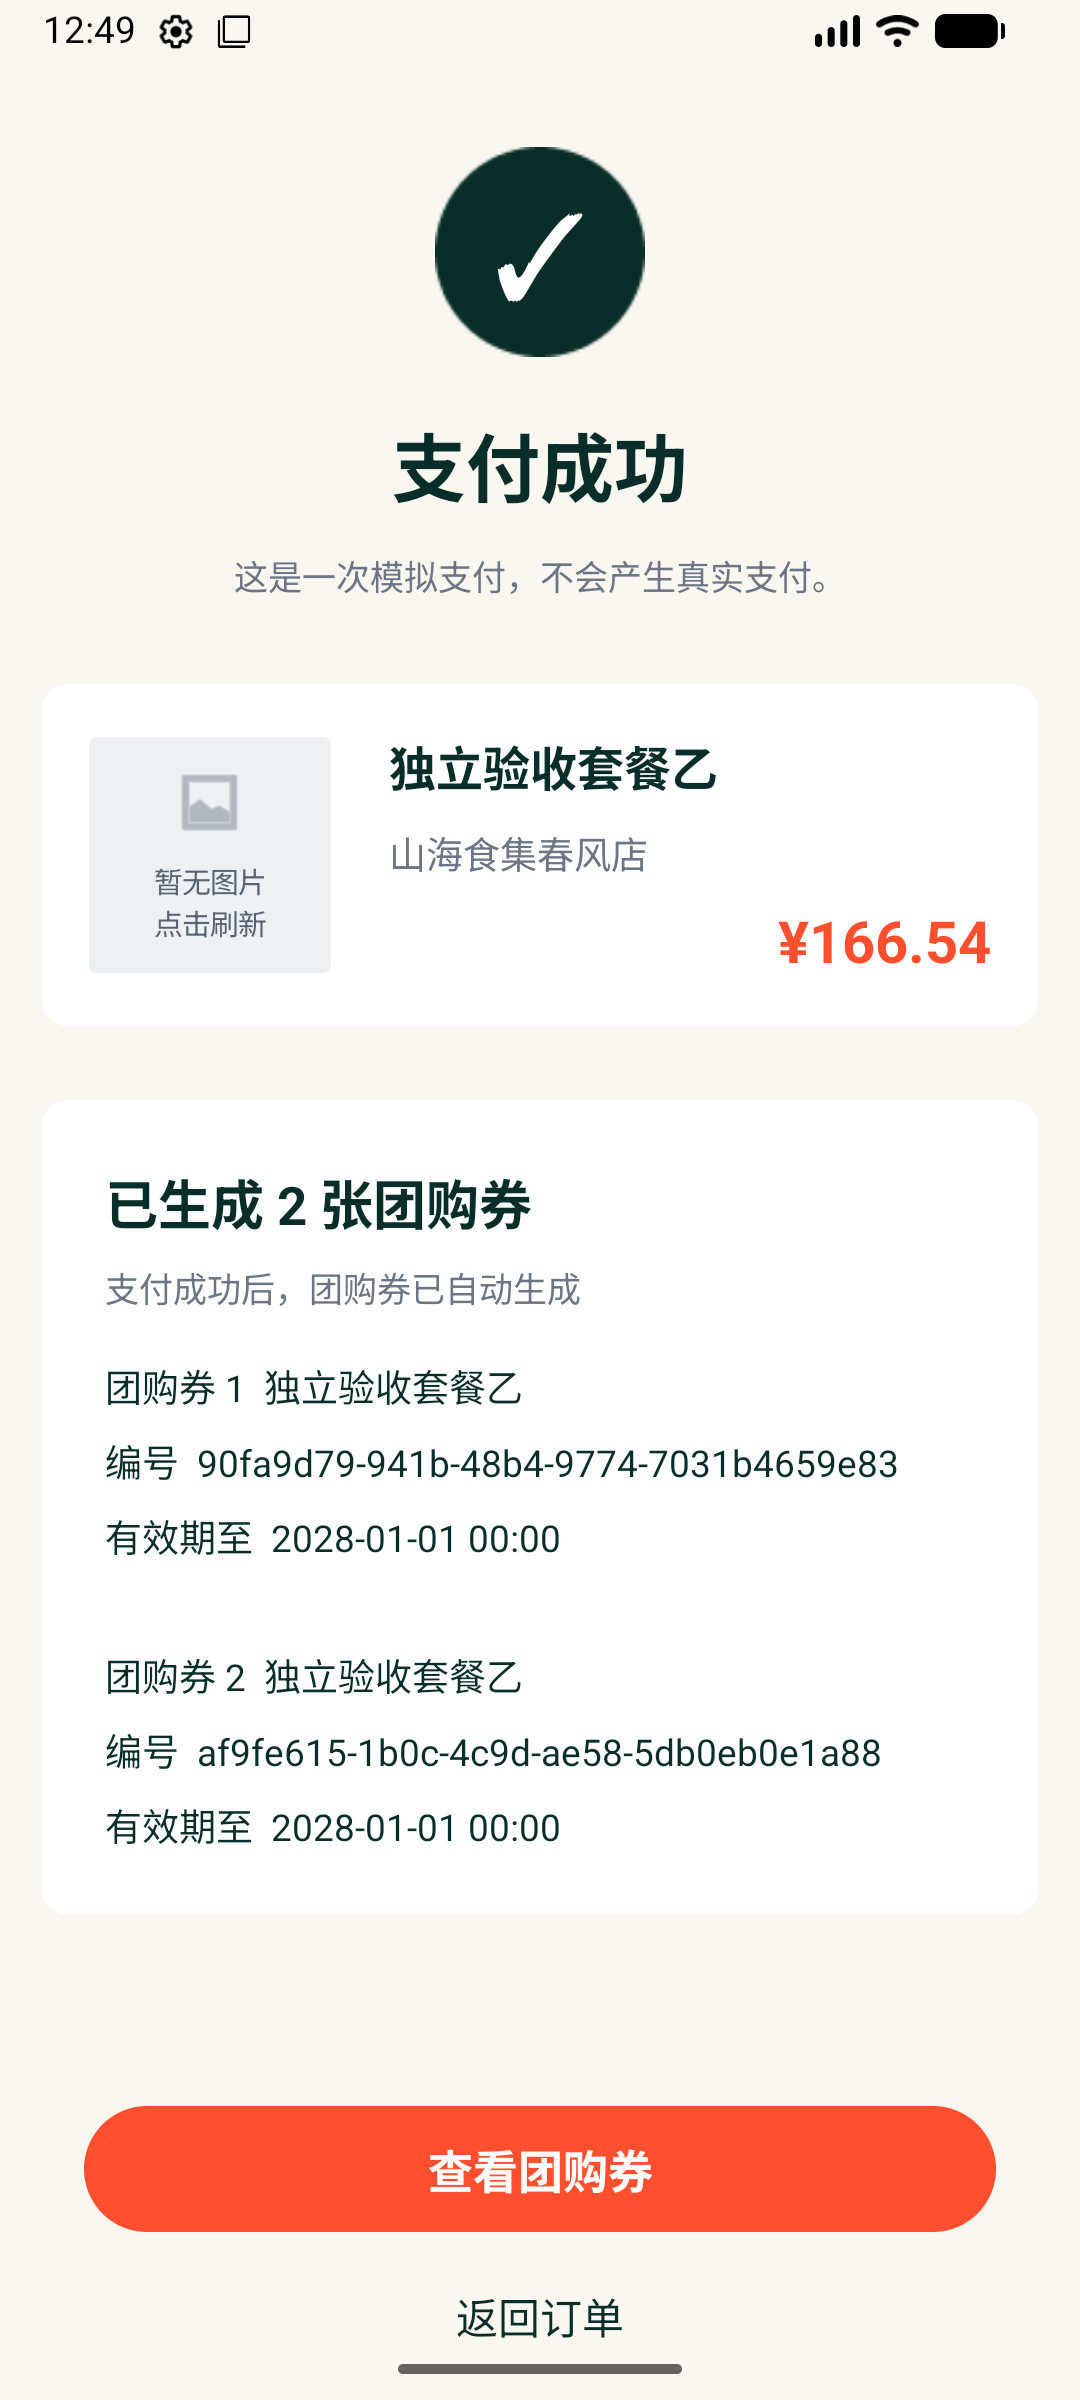 12:49
支付成功
这是一次模拟支付，不会产生真实支付。
独立验收套餐乙
山海食集春风店
暂无图片
点击刷新
¥166.54
已生成 2 张团购券
支付成功后，团购券已自动生成
团购券 1 独立验收套餐乙
编号 90fa9d79-941b-48b4-9774-7031b4659e83
有效期至 2028-01-01 00:00
团购券 2 独立验收套餐乙
编号 af9fe615-1b0c-4c9d-ae58-5db0eb0e1a88
有效期至 2028-01-01 00:00
查看团购券
返回订单